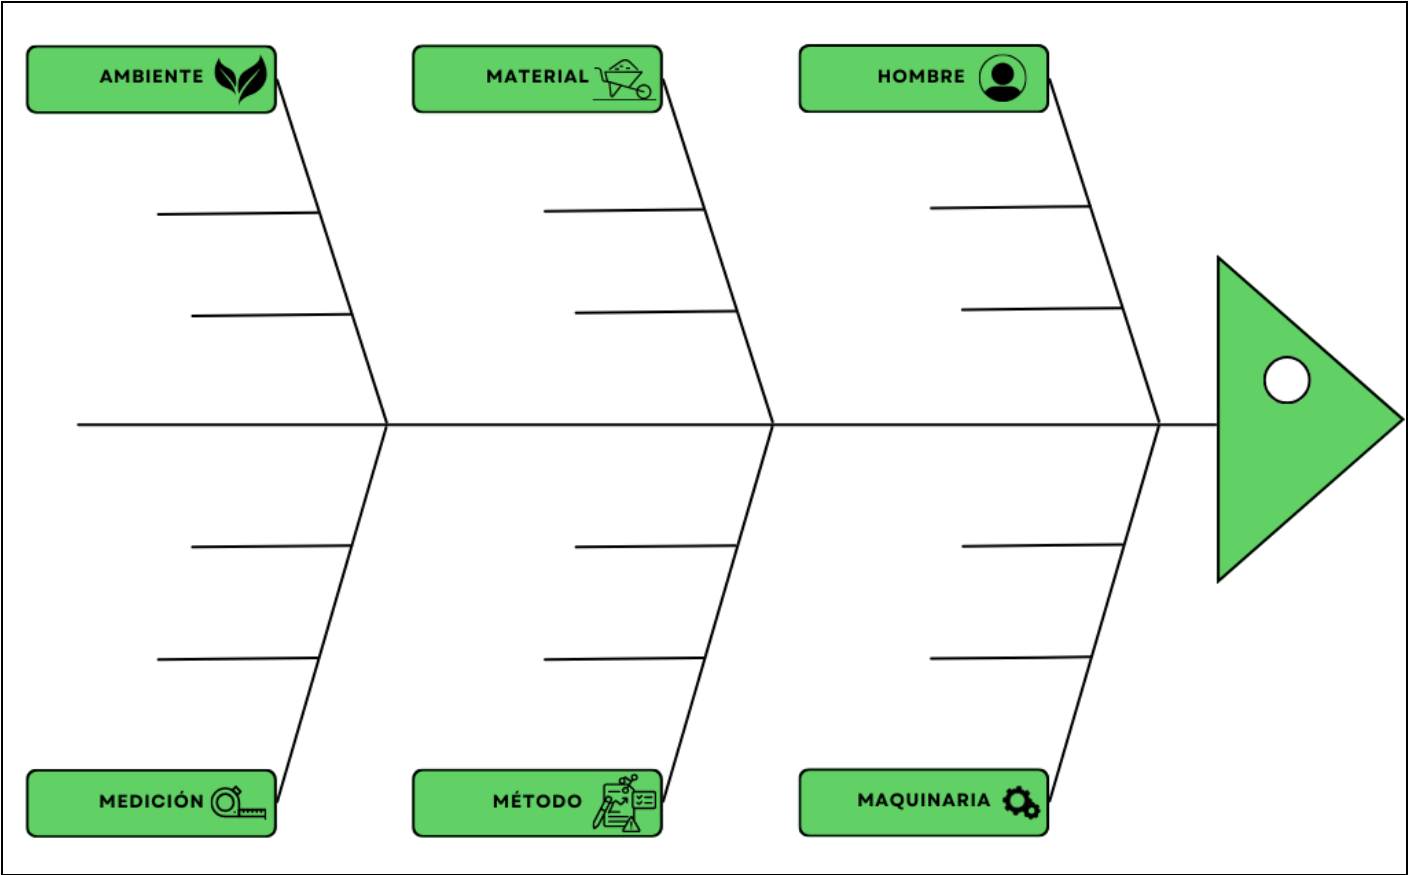 AMBIENTE
MATERIAL
HOMBRE
MEDICIÓN
MÉTODO
MAQUINARIA